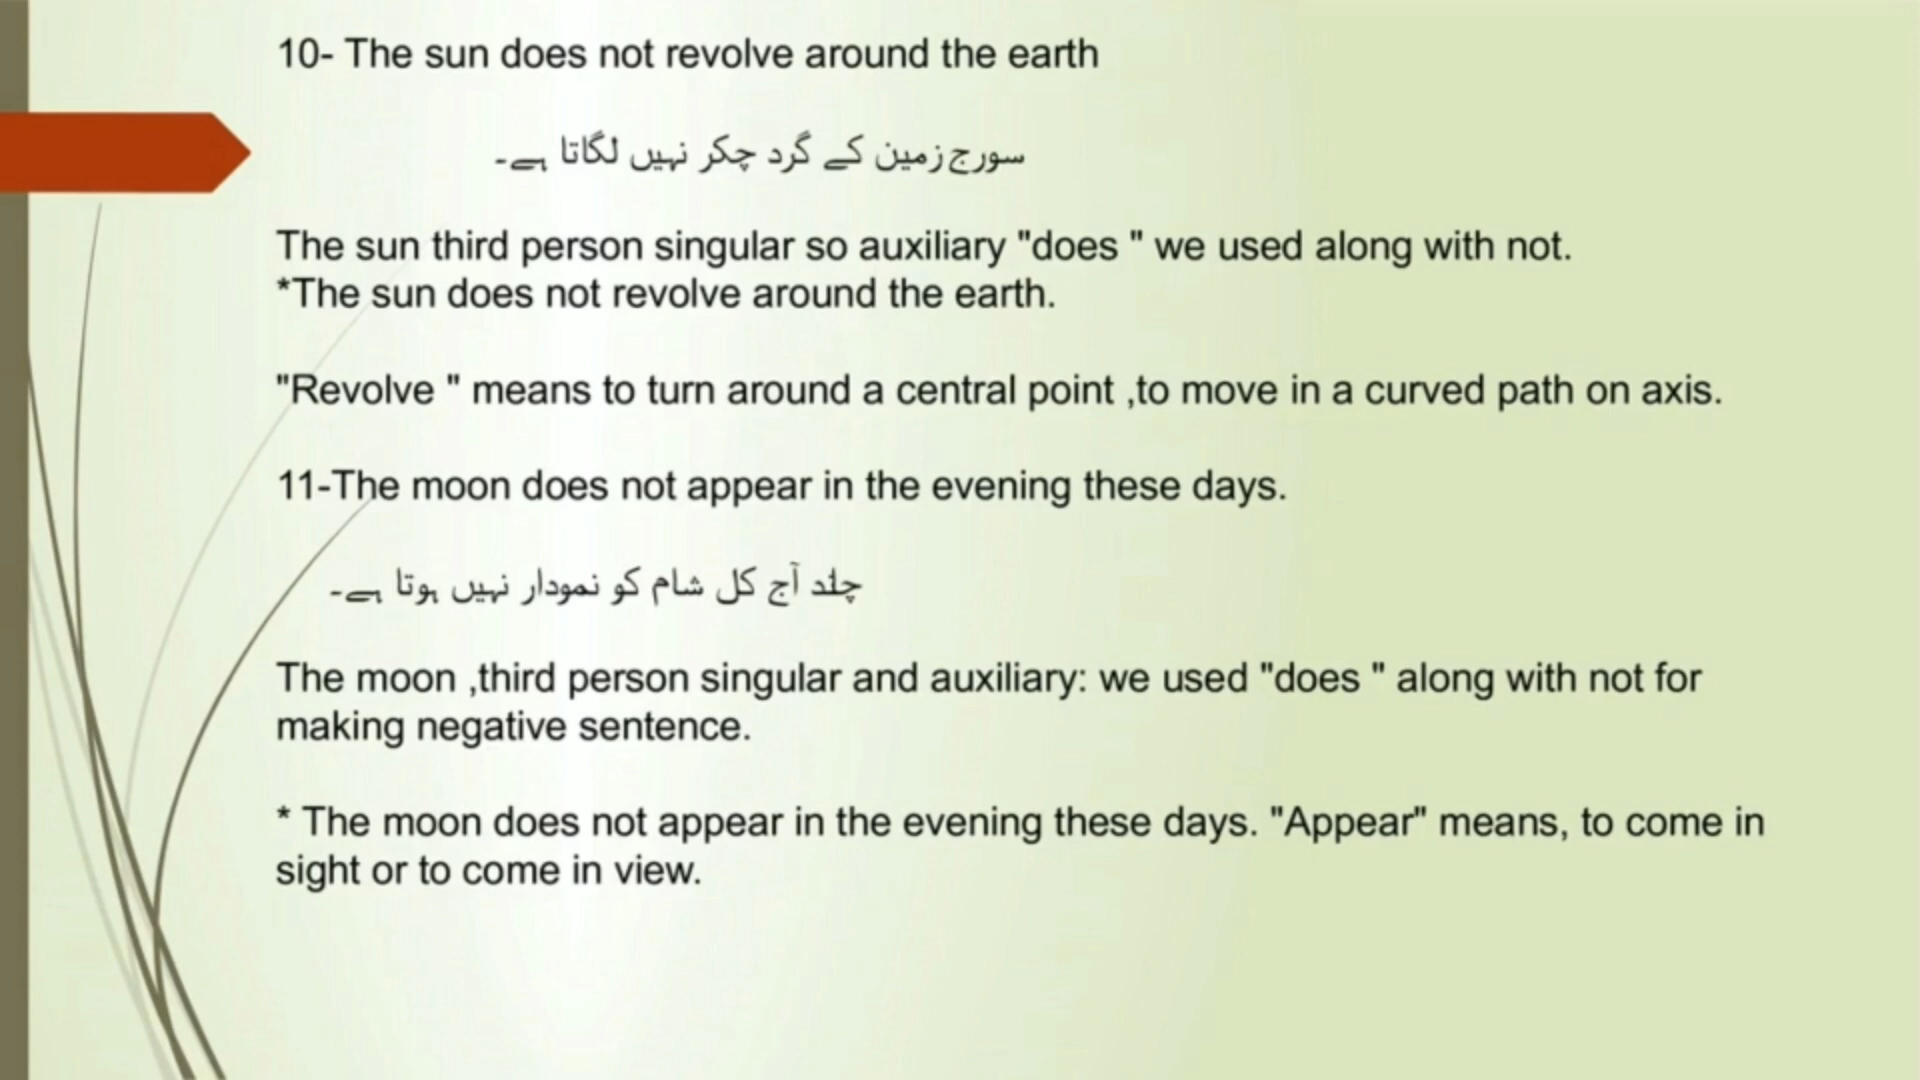 10- The sun does not revolve around the earth
سورج زمین کے گرد چکر نہیں لگاتا ہے۔
The sun third person singular so auxiliary "does " we used along with not.
*The sun does not revolve around the earth.
"Revolve " means to turn around a central point ,to move in a curved path on axis.
11-The moon does not appear in the evening these days.
چلد آج کل شام کو نمودار نہیں ہوتا ہے۔
The moon ,third person singular and auxiliary: we used "does " along with not for
making negative sentence.
* The moon does not appear in the evening these days. "Appear" means, to come in
sight or to come in view.